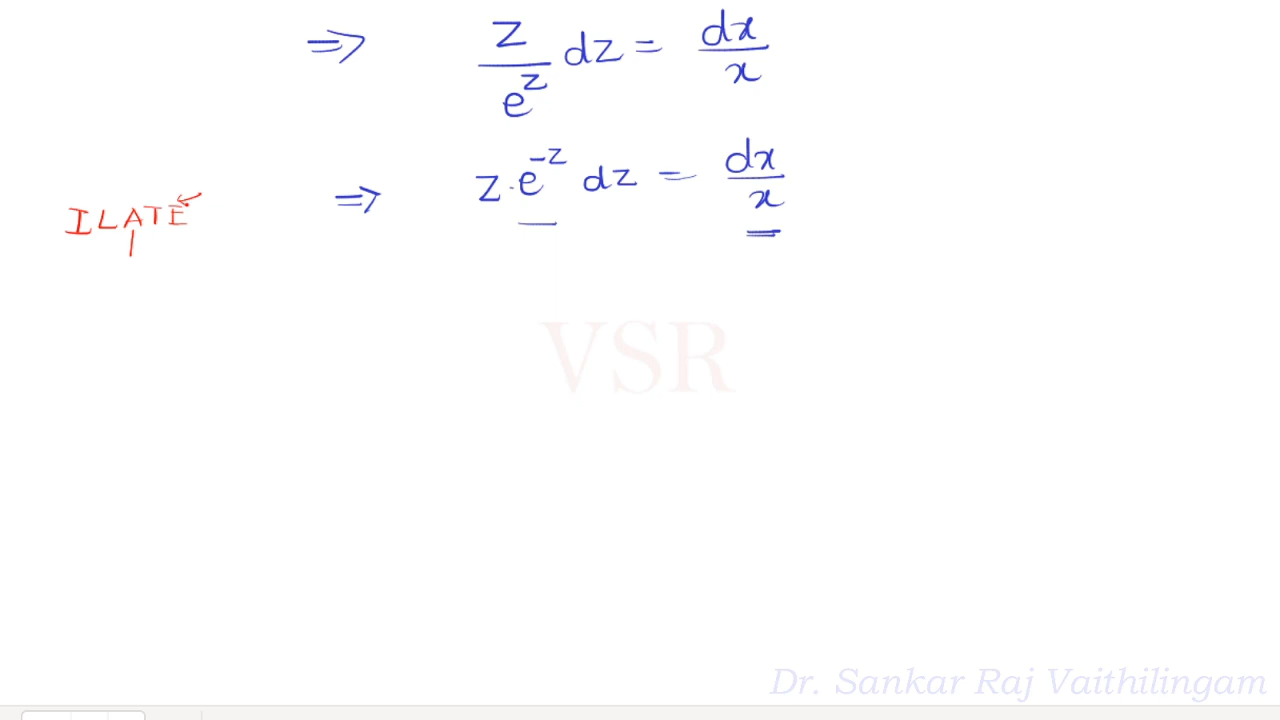 ⇒ z/e^z dz = dx/x
⇒ z·e^-z dz = dx/x
ILATE
VSR
Dr. Sankar Raj Vaithilingam